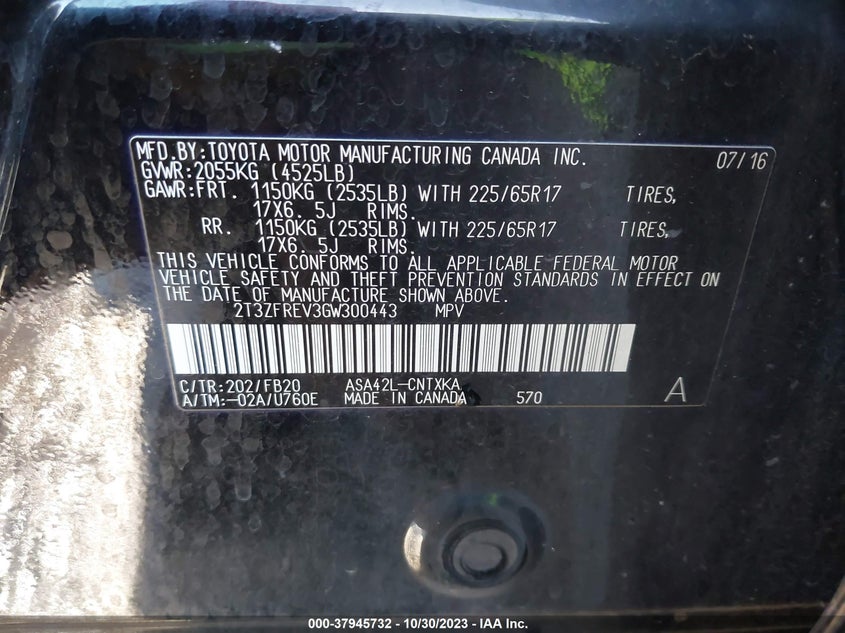 MFD.BY:TOYOTA MOTOR MANUFACTURING CANADA INC. 07/16
GVWR:2055KG (4525LB)
GAWR:FRT. 1150KG (2535LB) WITH 225/65R17 TIRES,
17X6. 5J RIMS.
RR. 1150KG (2535LB) WITH 225/65R17 TIRES,
17X6. 5J RIMS.
THIS VEHICLE CONFORMS TO ALL APPLICABLE FEDERAL MOTOR
VEHICLE SAFETY AND THEFT PREVENTION STANDARDS IN EFFECT ON
THE DATE OF MANUFACTURE SHOWN ABOVE.
2T3ZFREV3GW300443 MPV
C/TR:202/FB20 ASA42L-CNTXKA
A/TM:-02A/U760E MADE IN CANADA 570 A
000-37945732 - 10/30/2023 - IAA Inc.